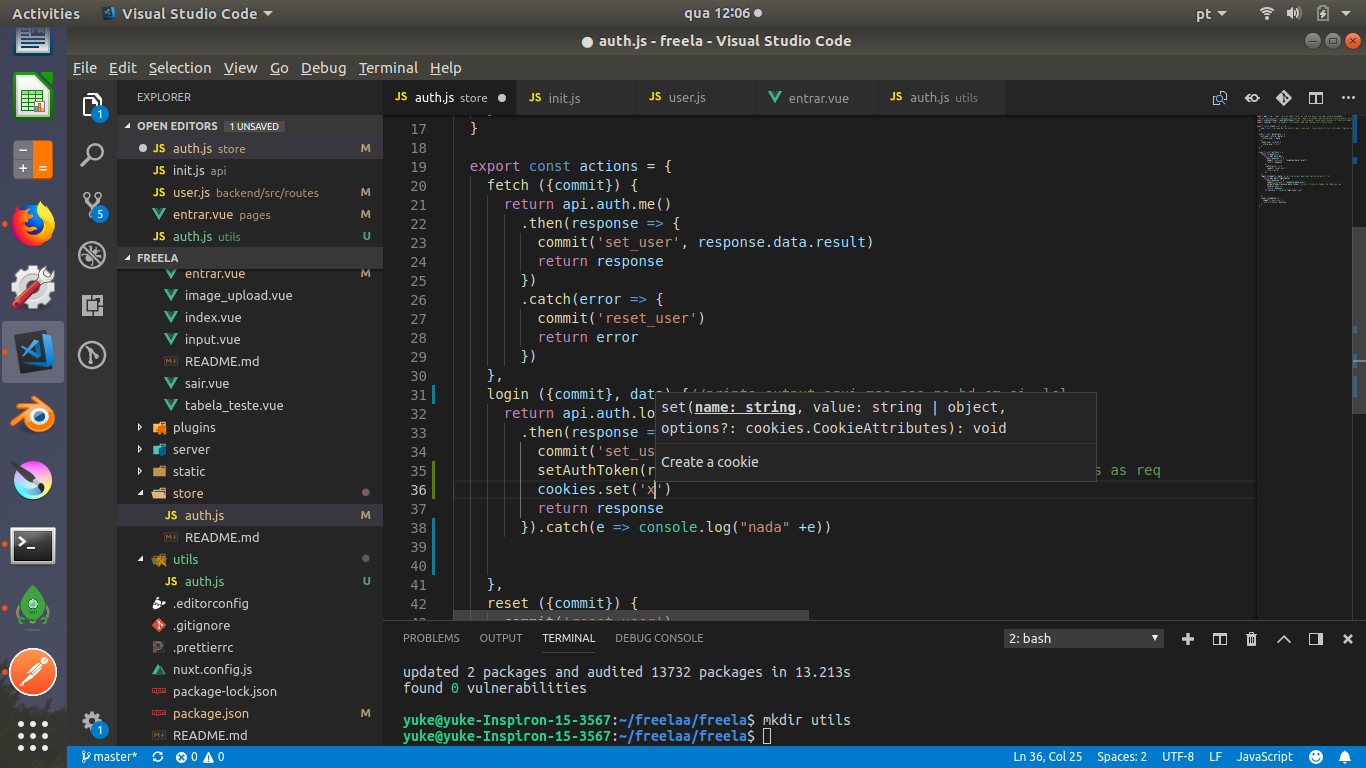 Activities Visual Studio Code qua 12:06 pt
auth.js - freela - Visual Studio Code
File Edit Selection View Go Debug Terminal Help
EXPLORER
OPEN EDITORS 1 UNSAVED
JS auth.js store M
JS init.js api
JS user.js backend/src/routes M
entrar.vue pages M
JS auth.js utils U
FREELA
entrar.vue M
image_upload.vue
index.vue
input.vue
README.md
sair.vue
tabela_teste.vue
plugins
server
static
store
JS auth.js M
README.md
utils
JS auth.js U
.editorconfig
.gitignore
.prettierrc
nuxt.config.js
package-lock.json
package.json M
README.md
1
5
1
JS auth.js store JS init.js JS user.js entrar.vue JS auth.js utils
17 }
18
19 export const actions = {
20 fetch ({commit}) {
21 return api.auth.me()
22 .then(response => {
23 commit('set_user', response.data.result)
24 return response
25 })
26 .catch(error => {
27 commit('reset_user')
28 return error
29 })
30 },
31 login ({commit}, data)
32 return api.auth.lo
33 .then(response =
34 commit('set_us
35 setAuthToken(r s as req
36 cookies.set('x')
37 return response
38 }).catch(e => console.log("nada" +e))
39
40
41 },
42 reset ({commit}) {
set(name: string, value: string | object,
options?: cookies.CookieAttributes): void
Create a cookie
PROBLEMS OUTPUT TERMINAL DEBUG CONSOLE 2: bash
updated 2 packages and audited 13732 packages in 13.213s
found 0 vulnerabilities
yuke@yuke-Inspiron-15-3567:~/freelaa/freela$ mkdir utils
yuke@yuke-Inspiron-15-3567:~/freelaa/freela$
master* 0 0 Ln 36, Col 25 Spaces: 2 UTF-8 LF JavaScript